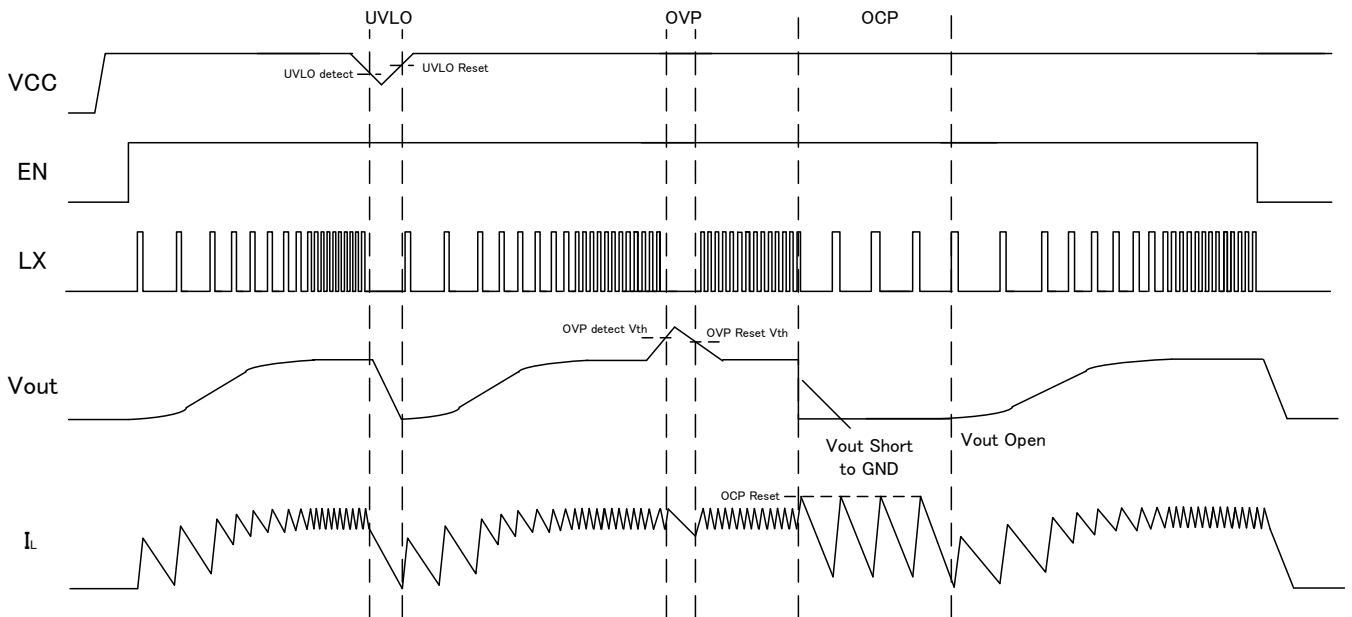 UVLO
OVP
OCP
VCC
UVLO detect
UVLO Reset
EN
LX
Vout
OVP detect Vth
OVP Reset Vth
Vout Short
to GND
Vout Open
OCP Reset
IL